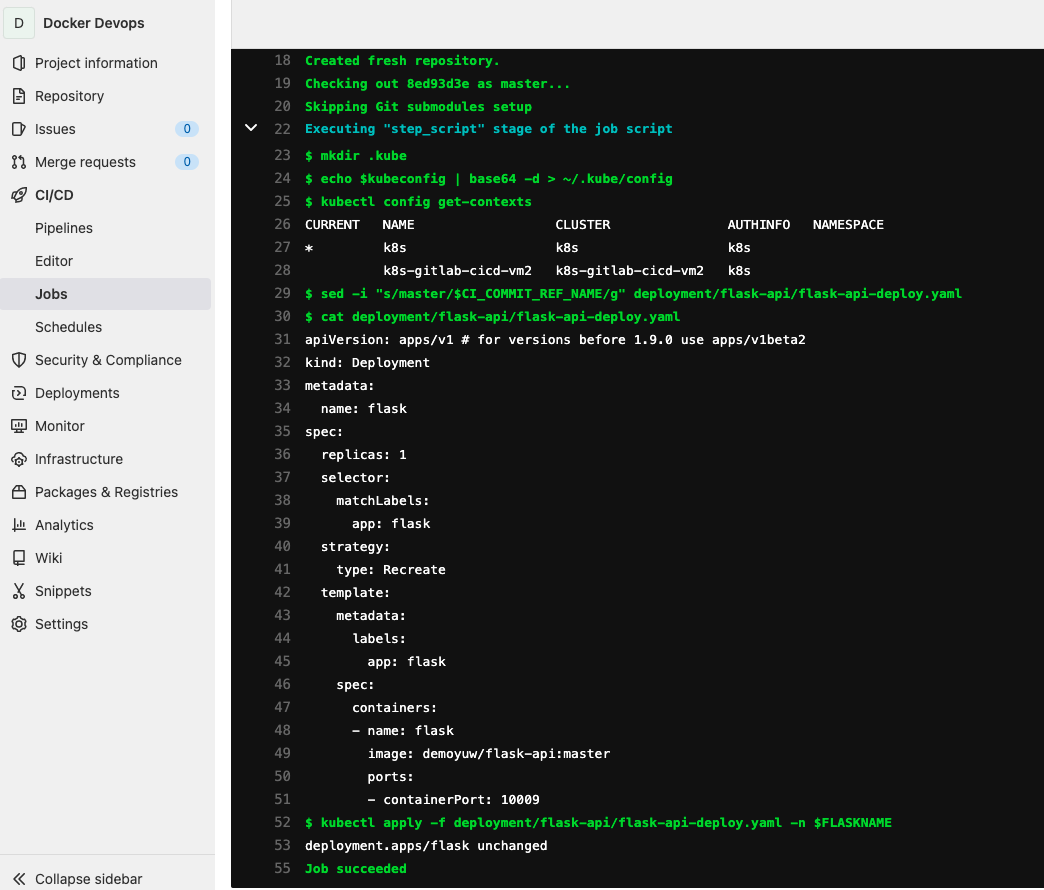 D Docker Devops
Project information
Repository
Issues 0
Merge requests 0
CI/CD
Pipelines
Editor
Jobs
Schedules
Security & Compliance
Deployments
Monitor
Infrastructure
Packages & Registries
Analytics
Wiki
Snippets
Settings
Collapse sidebar
18 Created fresh repository.
19 Checking out 8ed93d3e as master...
20 Skipping Git submodules setup
22 Executing "step_script" stage of the job script
23 $ mkdir .kube
24 $ echo $kubeconfig | base64 -d > ~/.kube/config
25 $ kubectl config get-contexts
26 CURRENT   NAME                  CLUSTER               AUTHINFO   NAMESPACE
27 *         k8s                   k8s                   k8s
28           k8s-gitlab-cicd-vm2   k8s-gitlab-cicd-vm2   k8s
29 $ sed -i "s/master/$CI_COMMIT_REF_NAME/g" deployment/flask-api/flask-api-deploy.yaml
30 $ cat deployment/flask-api/flask-api-deploy.yaml
31 apiVersion: apps/v1 # for versions before 1.9.0 use apps/v1beta2
32 kind: Deployment
33 metadata:
34   name: flask
35 spec:
36   replicas: 1
37   selector:
38     matchLabels:
39       app: flask
40   strategy:
41     type: Recreate
42   template:
43     metadata:
44       labels:
45         app: flask
46     spec:
47       containers:
48       - name: flask
49         image: demoyuw/flask-api:master
50         ports:
51         - containerPort: 10009
52 $ kubectl apply -f deployment/flask-api/flask-api-deploy.yaml -n $FLASKNAME
53 deployment.apps/flask unchanged
55 Job succeeded